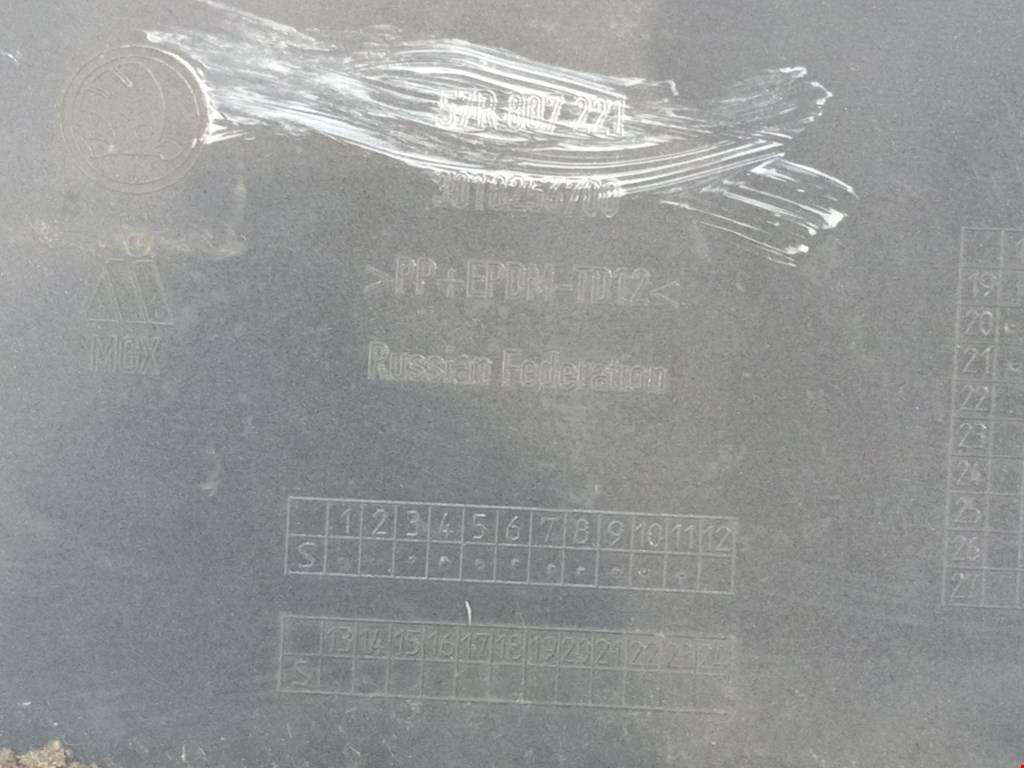 57R 807 221
>PP+EPDM-TD12<
MGX
Russian Federation
1 2 3 4 5 6 7 8 9 10 11 12
S
13 14 15 16 17 18 19 20 21 22 23 24
S
19
20
21
22
23
24
25
26
27